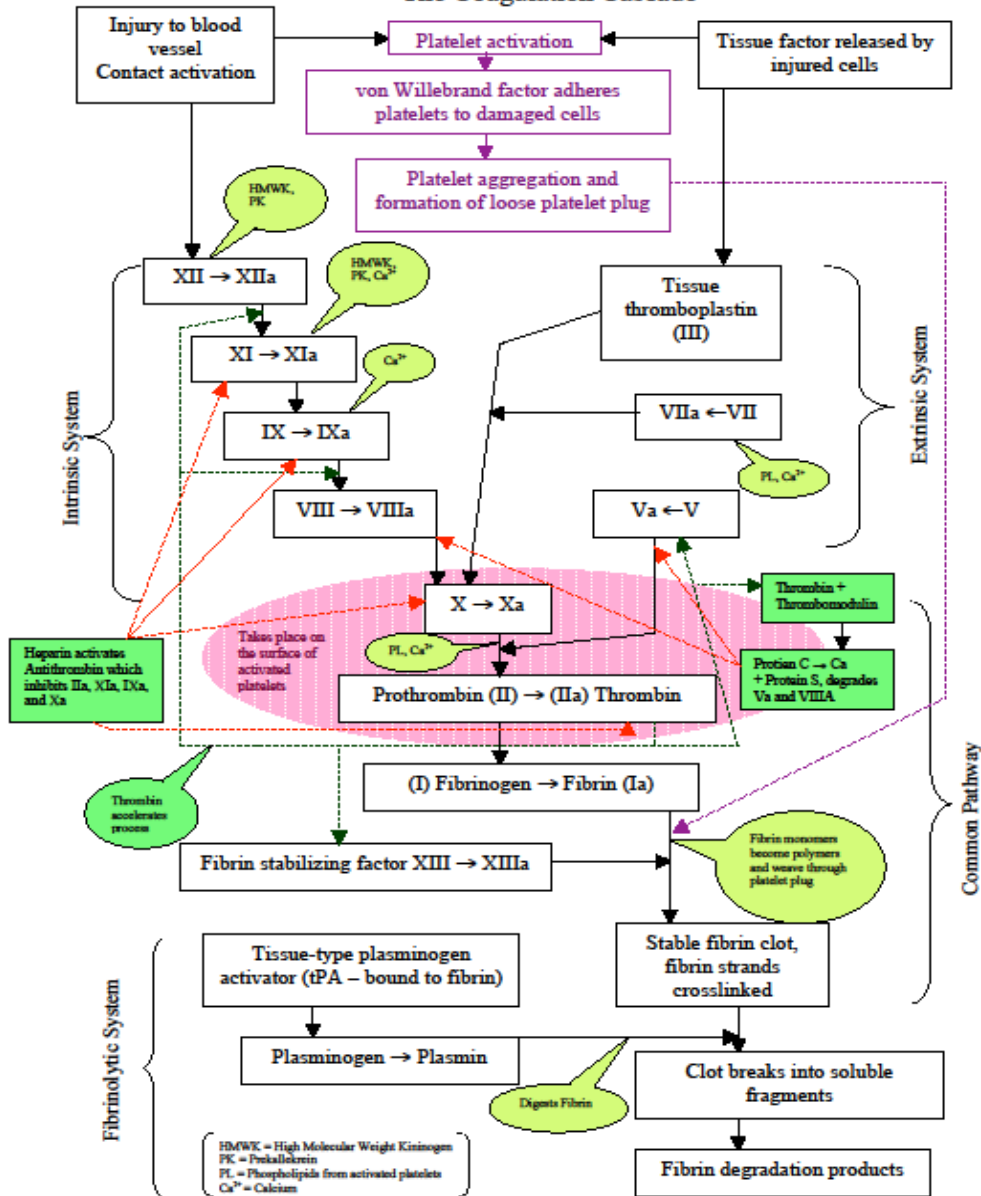 The Coagulation Cascade
Injury to blood
vessel
Contact activation
Platelet activation
Tissue factor released by
injured cells
von Willebrand factor adheres
platelets to damaged cells
Platelet aggregation and
formation of loose platelet plug
HMWK,
PK
HMWK,
PK, Ca²⁺
XII → XIIa
Tissue
thromboplastin
(III)
XI → XIa
Ca²⁺
IX → IXa
VIIa ←VII
PL, Ca²⁺
VIII → VIIIa
Va ←V
Intrinsic System
Extrinsic System
X → Xa
Thrombin +
Thrombomodulin
Takes place on
the surface of
activated
platelets
PL, Ca²⁺
Heparin activates
Antithrombin which
inhibits IIa, XIa, IXa,
and Xa
Protien C → Ca
+ Protein S, degrades
Va and VIIIA
Prothrombin (II) → (IIa) Thrombin
(I) Fibrinogen → Fibrin (Ia)
Thrombin
accelerates
process
Fibrin stabilizing factor XIII → XIIIa
Fibrin monomers
become polymers
and weave through
platelet plug
Common Pathway
Stable fibrin clot,
fibrin strands
crosslinked
Tissue-type plasminogen
activator (tPA – bound to fibrin)
Plasminogen → Plasmin
Digests Fibrin
Clot breaks into soluble
fragments
Fibrin degradation products
Fibrinolytic System
HMWK = High Molecular Weight Kininogen
PK = Prekallekrein
PL = Phospholipids from activated platelets
Ca²⁺ = Calcium